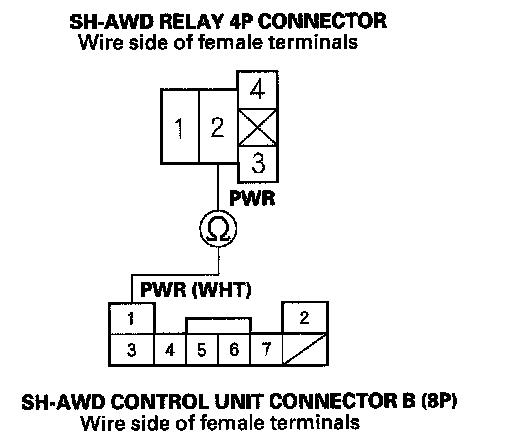 SH-AWD RELAY 4P CONNECTOR
Wire side of female terminals
4
1 2
3
PWR
Ω
PWR (WHT)
1 2
3 4 5 6 7
SH-AWD CONTROL UNIT CONNECTOR B (8P)
Wire side of female terminals